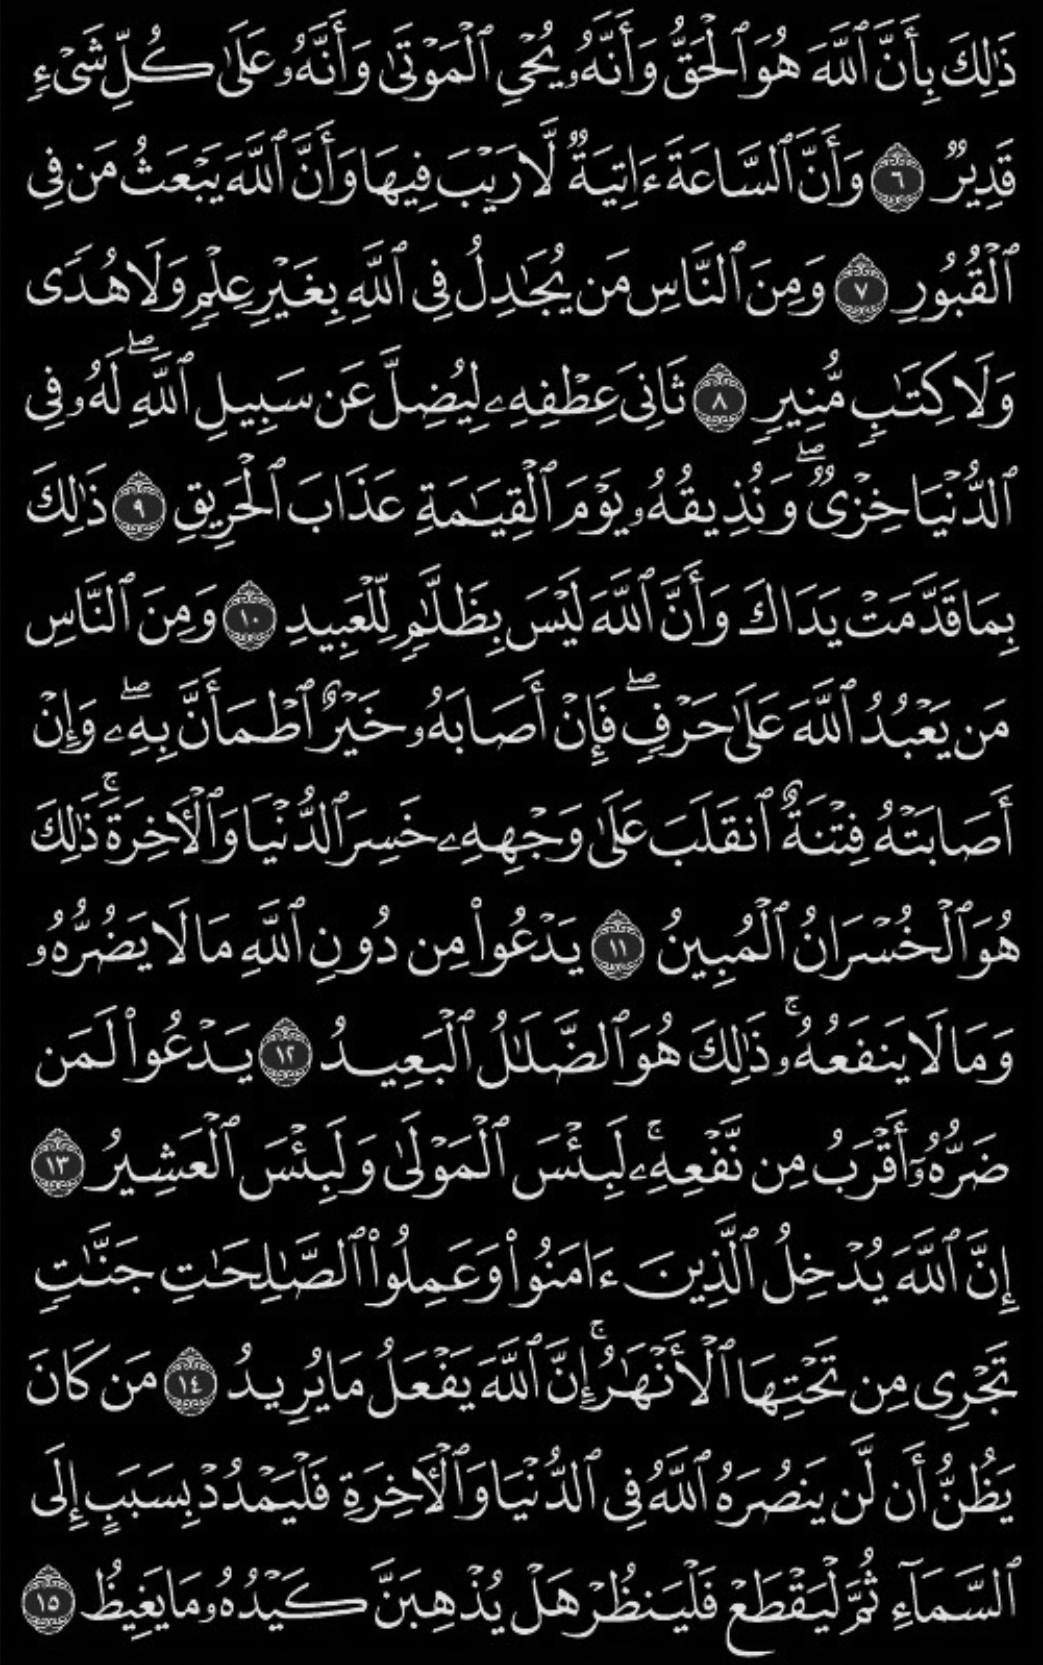 ذَٰلِكَ بِأَنَّ ٱللَّهَ هُوَ ٱلۡحَقُّ وَأَنَّهُۥ يُحۡيِ ٱلۡمَوۡتَىٰ وَأَنَّهُۥ عَلَىٰ كُلِّ شَيۡءٖ
قَدِيرٞ ٦ وَأَنَّ ٱلسَّاعَةَ ءَاتِيَةٞ لَّا رَيۡبَ فِيهَا وَأَنَّ ٱللَّهَ يَبۡعَثُ مَن فِي
ٱلۡقُبُورِ ٧ وَمِنَ ٱلنَّاسِ مَن يُجَٰدِلُ فِي ٱللَّهِ بِغَيۡرِ عِلۡمٖ وَلَا هُدٗى
وَلَا كِتَٰبٖ مُّنِيرٖ ٨ ثَانِيَ عِطۡفِهِۦ لِيُضِلَّ عَن سَبِيلِ ٱللَّهِۖ لَهُۥ فِي
ٱلدُّنۡيَا خِزۡيٞۖ وَنُذِيقُهُۥ يَوۡمَ ٱلۡقِيَٰمَةِ عَذَابَ ٱلۡحَرِيقِ ٩ ذَٰلِكَ
بِمَا قَدَّمَتۡ يَدَاكَ وَأَنَّ ٱللَّهَ لَيۡسَ بِظَلَّٰمٖ لِّلۡعَبِيدِ ١٠ وَمِنَ ٱلنَّاسِ
مَن يَعۡبُدُ ٱللَّهَ عَلَىٰ حَرۡفٖۖ فَإِنۡ أَصَابَهُۥ خَيۡرٌ ٱطۡمَأَنَّ بِهِۦۖ وَإِنۡ
أَصَابَتۡهُ فِتۡنَةٌ ٱنقَلَبَ عَلَىٰ وَجۡهِهِۦ خَسِرَ ٱلدُّنۡيَا وَٱلۡأٓخِرَةَۚ ذَٰلِكَ
هُوَ ٱلۡخُسۡرَانُ ٱلۡمُبِينُ ١١ يَدۡعُواْ مِن دُونِ ٱللَّهِ مَا لَا يَضُرُّهُۥ
وَمَا لَا يَنفَعُهُۥۚ ذَٰلِكَ هُوَ ٱلضَّلَٰلُ ٱلۡبَعِيدُ ١٢ يَدۡعُواْ لَمَن
ضَرُّهُۥٓ أَقۡرَبُ مِن نَّفۡعِهِۦۚ لَبِئۡسَ ٱلۡمَوۡلَىٰ وَلَبِئۡسَ ٱلۡعَشِيرُ ١٣
إِنَّ ٱللَّهَ يُدۡخِلُ ٱلَّذِينَ ءَامَنُواْ وَعَمِلُواْ ٱلصَّٰلِحَٰتِ جَنَّٰتٖ
تَجۡرِي مِن تَحۡتِهَا ٱلۡأَنۡهَٰرُۚ إِنَّ ٱللَّهَ يَفۡعَلُ مَا يُرِيدُ ١٤ مَن كَانَ
يَظُنُّ أَن لَّن يَنصُرَهُ ٱللَّهُ فِي ٱلدُّنۡيَا وَٱلۡأٓخِرَةِ فَلۡيَمۡدُدۡ بِسَبَبٍ إِلَى
ٱلسَّمَآءِ ثُمَّ لۡيَقۡطَعۡ فَلۡيَنظُرۡ هَلۡ يُذۡهِبَنَّ كَيۡدُهُۥ مَا يَغِيظُ ١٥